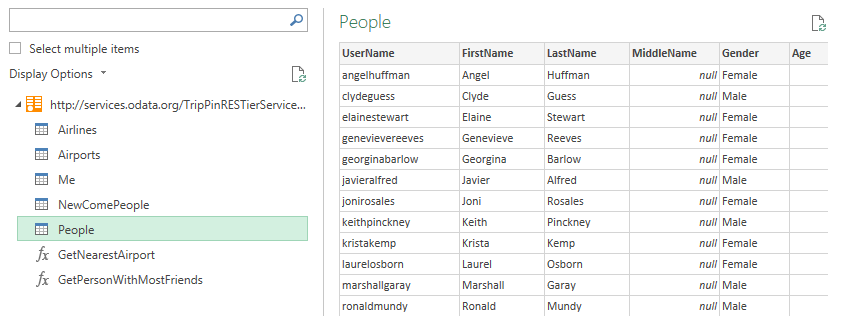 Select multiple items
Display Options
http://services.odata.org/TripPinRESTierService...
Airlines
Airports
Me
NewComePeople
People
fx GetNearestAirport
fx GetPersonWithMostFriends
People
UserName FirstName LastName MiddleName Gender Age
angelhuffman Angel Huffman null Female
clydeguess Clyde Guess null Male
elainestewart Elaine Stewart null Female
genevievereeves Genevieve Reeves null Female
georginabarlow Georgina Barlow null Female
javieralfred Javier Alfred null Male
jonirosales Joni Rosales null Female
keithpinckney Keith Pinckney null Male
kristakemp Krista Kemp null Female
laurelosborn Laurel Osborn null Female
marshallgaray Marshall Garay null Male
ronaldmundy Ronald Mundy null Male